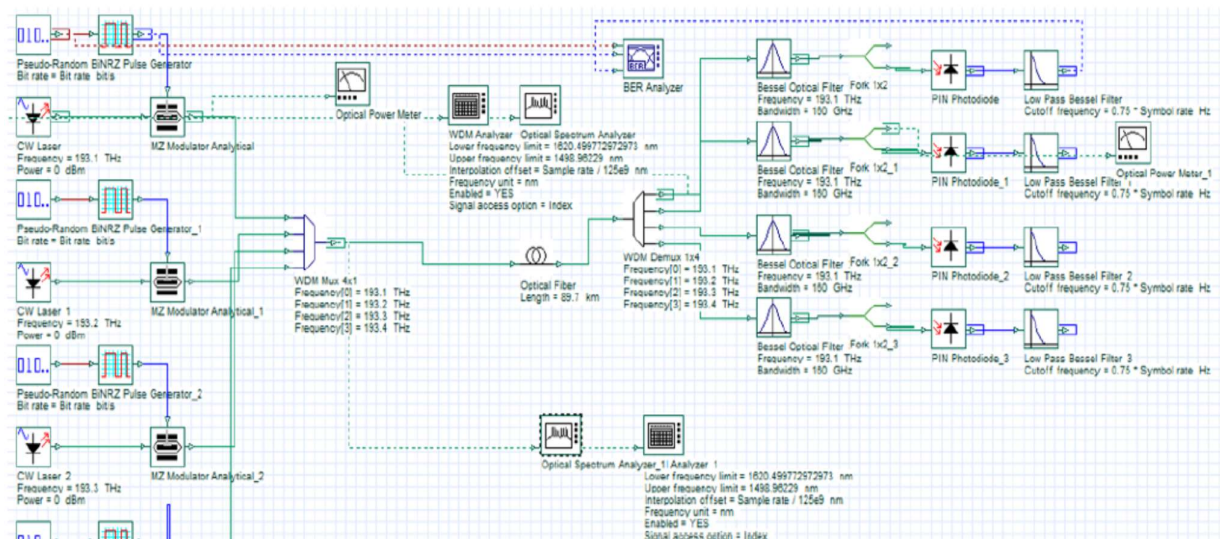 Pseudo-Random Bi NRZ Pulse Generator
Bit rate = Bit rate bit/s
CW Laser
Frequency = 193.1 THz
Power = 0 dBm
MZ Modulator Analytical
Pseudo-Random Bi NRZ Pulse Generator_1
Bit rate = Bit rate bit/s
CW Laser 1
Frequency = 193.2 THz
Power = 0 dBm
MZ Modulator Analytical_1
Pseudo-Random Bi NRZ Pulse Generator_2
Bit rate = Bit rate bit/s
CW Laser 2
Frequency = 193.3 THz
Power = 0 dBm
MZ Modulator Analytical_2
Optical Power Meter
WDM Analyzer
Lower frequency limit = 1620.499772972973 nm
Upper frequency limit = 1498.96229 nm
Interpolation offset = Sample rate / 125e9 nm
Frequency unit = nm
Enabled = YES
Signal access option = Index
Optical Spectrum Analyzer
BER Analyzer
WDM Mux 4x1
Frequency[0] = 193.1 THz
Frequency[1] = 193.2 THz
Frequency[2] = 193.3 THz
Frequency[3] = 193.4 THz
Optical Fiber
Length = 89.7 km
WDM Demux 1x4
Frequency[0] = 193.1 THz
Frequency[1] = 193.2 THz
Frequency[2] = 193.3 THz
Frequency[3] = 193.4 THz
Bessel Optical Filter
Frequency = 193.1 THz
Bandwidth = 160 GHz
Fork 1x2
PIN Photodiode
Low Pass Bessel Filter
Cutoff frequency = 0.75 * Symbol rate Hz
Bessel Optical Filter
Frequency = 193.1 THz
Bandwidth = 160 GHz
Fork 1x2_1
PIN Photodiode_1
Low Pass Bessel Filter
Cutoff frequency = 0.75 * Symbol rate Hz
Optical Power Meter_1
Bessel Optical Filter
Frequency = 193.1 THz
Bandwidth = 160 GHz
Fork 1x2_2
PIN Photodiode_2
Low Pass Bessel Filter 2
Cutoff frequency = 0.75 * Symbol rate Hz
Bessel Optical Filter
Frequency = 193.1 THz
Bandwidth = 160 GHz
Fork 1x2_3
PIN Photodiode_3
Low Pass Bessel Filter 3
Cutoff frequency = 0.75 * Symbol rate Hz
Optical Spectrum Analyzer_1
Analyzer 1
Lower frequency limit = 1620.499772972973 nm
Upper frequency limit = 1498.96229 nm
Interpolation offset = Sample rate / 125e9 nm
Frequency unit = nm
Enabled = YES
Signal access option = Index